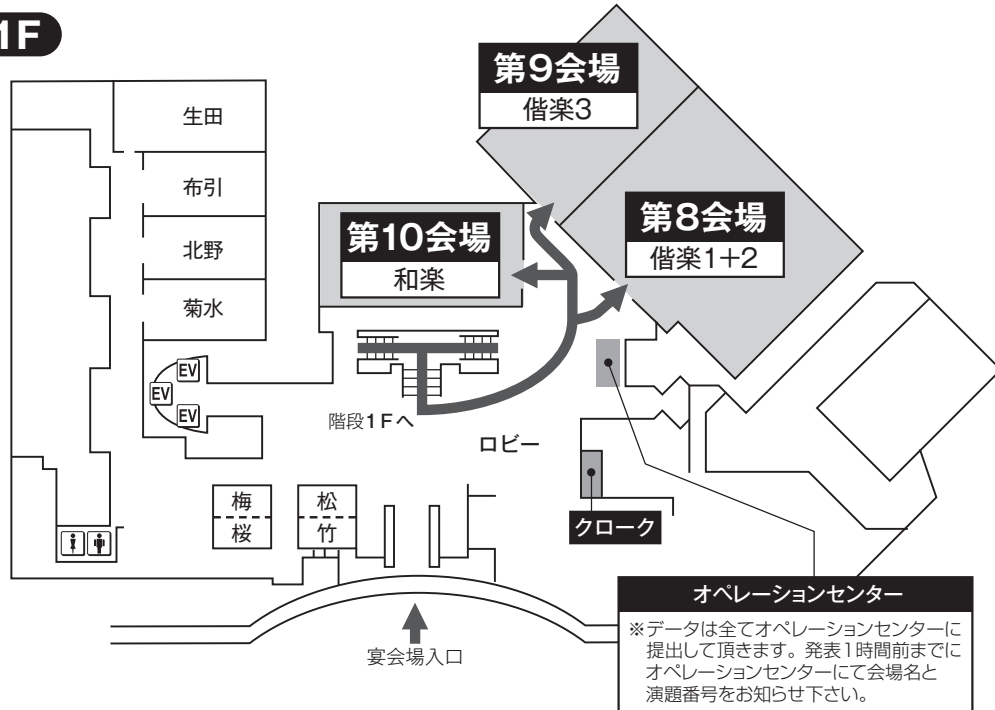 1F
第9会場
偕楽3
生田
布引
第8会場
偕楽1+2
第10会場
和楽
北野
菊水
EV
EV
EV
階段1Fへ
ロビー
梅
桜
松
竹
クローク
宴会場入口
オペレーションセンター
※データは全てオペレーションセンターに
提出して頂きます。発表1時間前までに
オペレーションセンターにて会場名と
演題番号をお知らせ下さい。